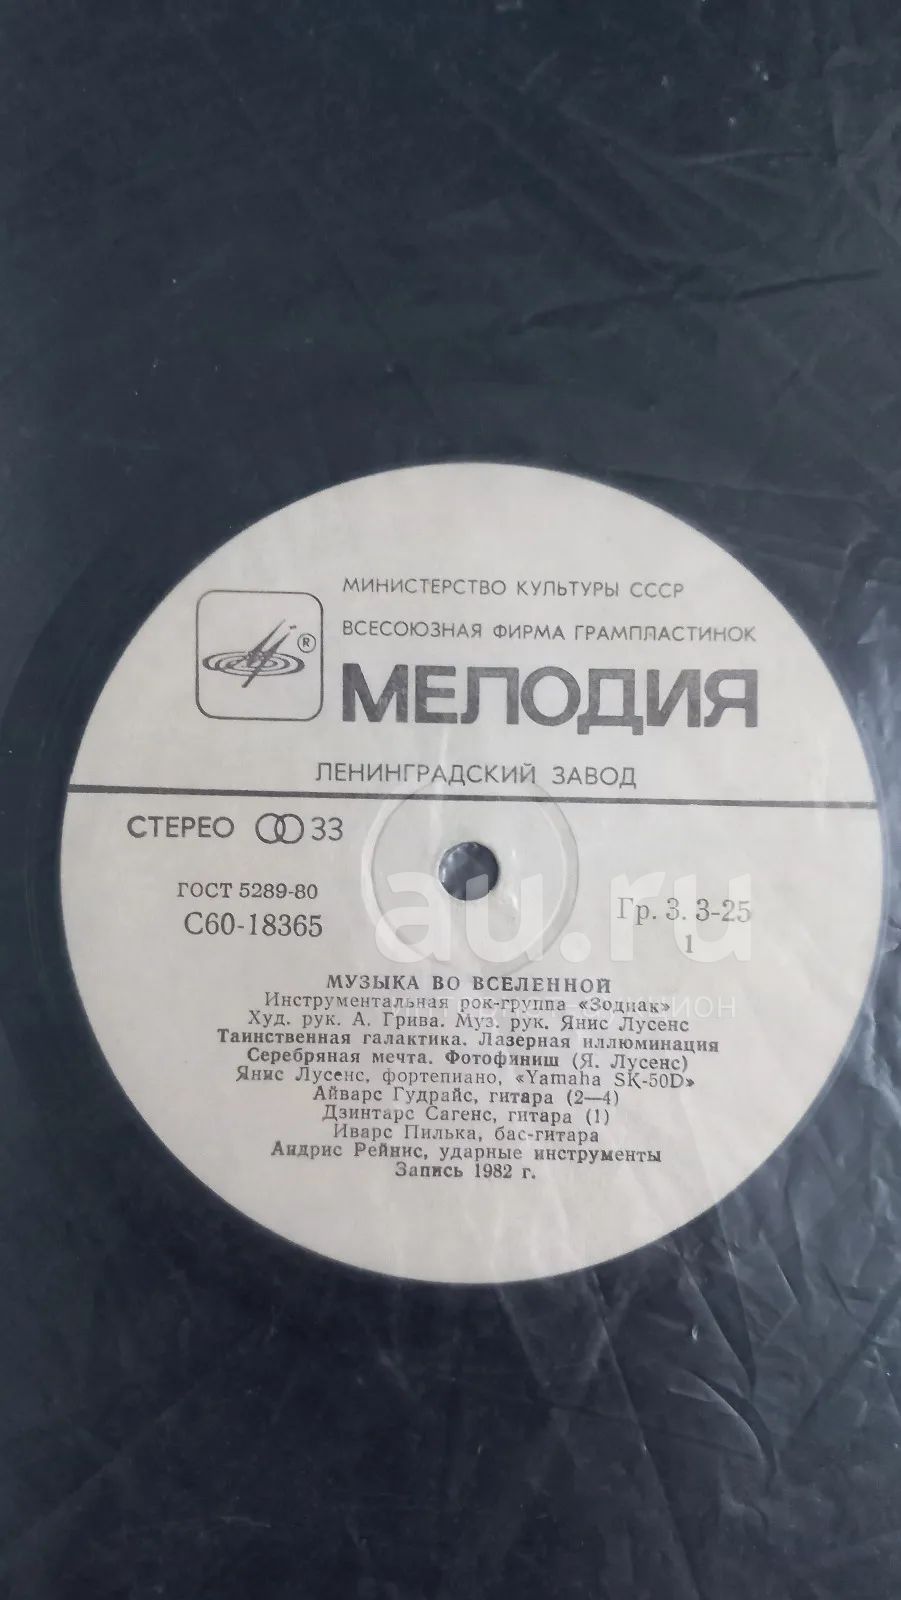 МИНИСТЕРСТВО КУЛЬТУРЫ СССР
ВСЕСОЮЗНАЯ ФИРМА ГРАМПЛАСТИНОК
®
МЕЛОДИЯ
ЛЕНИНГРАДСКИЙ ЗАВОД
СТЕРЕО 33
ГОСТ 5289-80
С60-18365
Гр. 3. 3-25
1
au.ru
МУЗЫКА ВО ВСЕЛЕННОЙ
Инструментальная рок-группа «Зодиак»
Худ. рук. А. Грива. Муз. рук. Янис Лусенс
Таинственная галактика. Лазерная иллюминация
Серебряная мечта. Фотофиниш (Я. Лусенс)
Янис Лусенс, фортепиано, «Yamaha SK-50D»
Айварс Гудрайс, гитара (2—4)
Дзинтарс Сагенс, гитара (1)
Иварс Пилька, бас-гитара
Андрис Рейнис, ударные инструменты
Запись 1982 г.